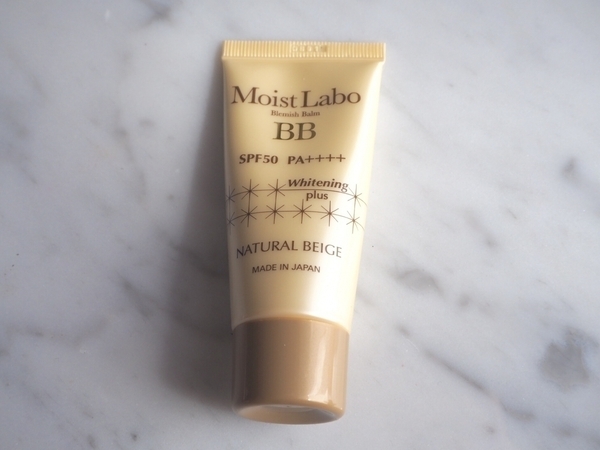 Moist Labo
Blemish Balm
BB
SPF50 PA++++
Whitening
plus
NATURAL BEIGE
MADE IN JAPAN